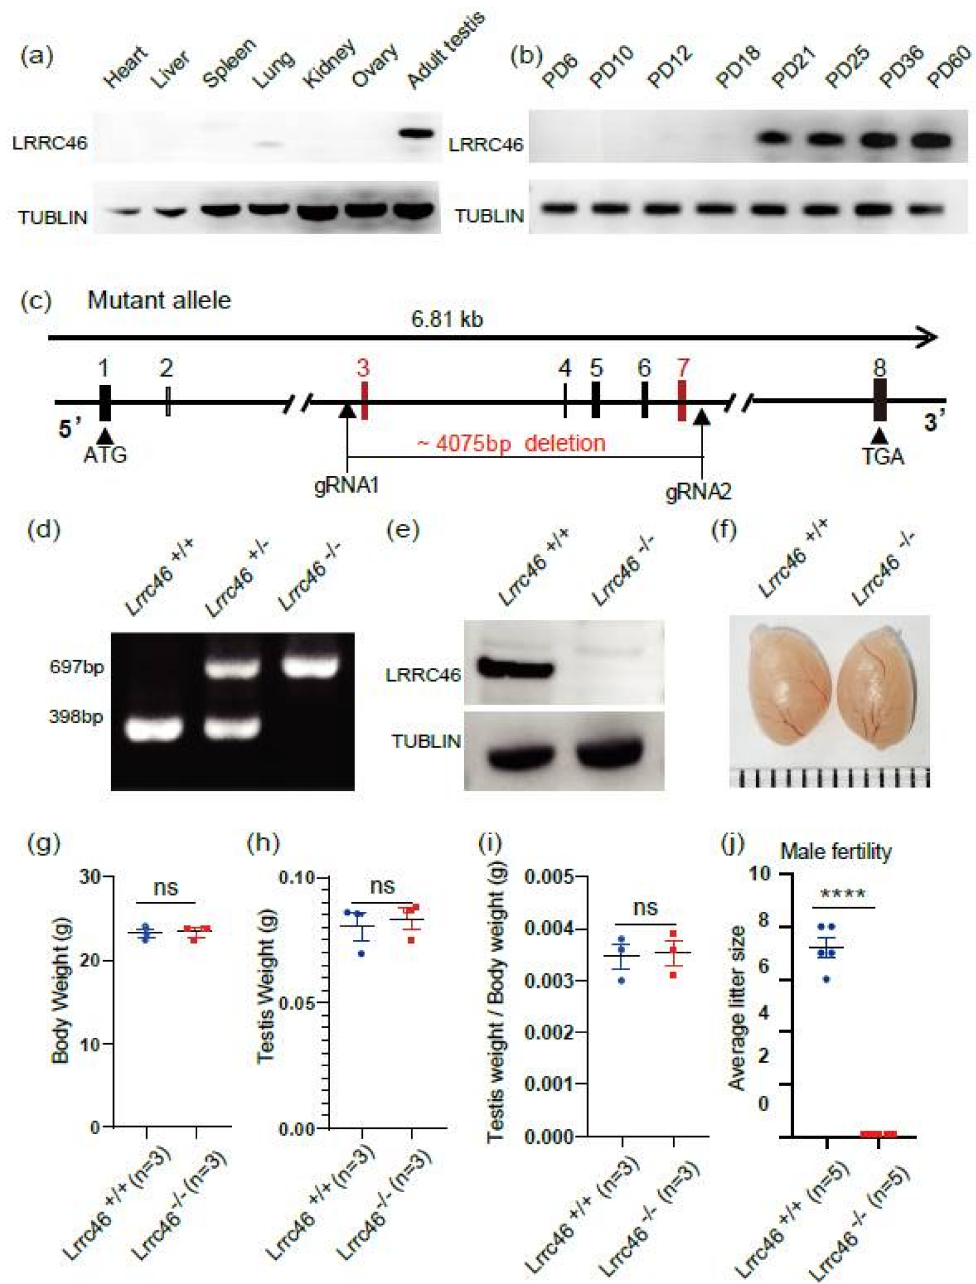 (a) Heart Liver Spleen Lung Kidney Ovary Adult testis
LRRC46
TUBLIN
(b) PD6 PD10 PD12 PD18 PD21 PD25 PD36 PD60
LRRC46
TUBLIN
(c) Mutant allele
6.81 kb
1 2 3 4 5 6 7 8
5’ 3’
ATG ~ 4075bp deletion TGA
gRNA1 gRNA2
(d) Lrrc46 +/+ Lrrc46 +/- Lrrc46 -/-
697bp
398bp
(e) Lrrc46 +/+ Lrrc46 -/-
LRRC46
TUBLIN
(f) Lrrc46 +/+ Lrrc46 -/-
(g)
Body Weight (g)
30
20
10
0
ns
Lrrc46 +/+ (n=3)
Lrrc46 -/- (n=3)
(h)
Testis Weight (g)
0.10
0.05
0.00
ns
Lrrc46 +/+ (n=3)
Lrrc46 -/- (n=3)
(i)
Testis weight / Body weight (g)
0.005
0.004
0.003
0.002
0.001
0.000
ns
Lrrc46 +/+ (n=3)
Lrrc46 -/- (n=3)
(j) Male fertility
Average litter size
10
8
6
4
2
0
****
Lrrc46 +/+ (n=5)
Lrrc46 -/- (n=5)